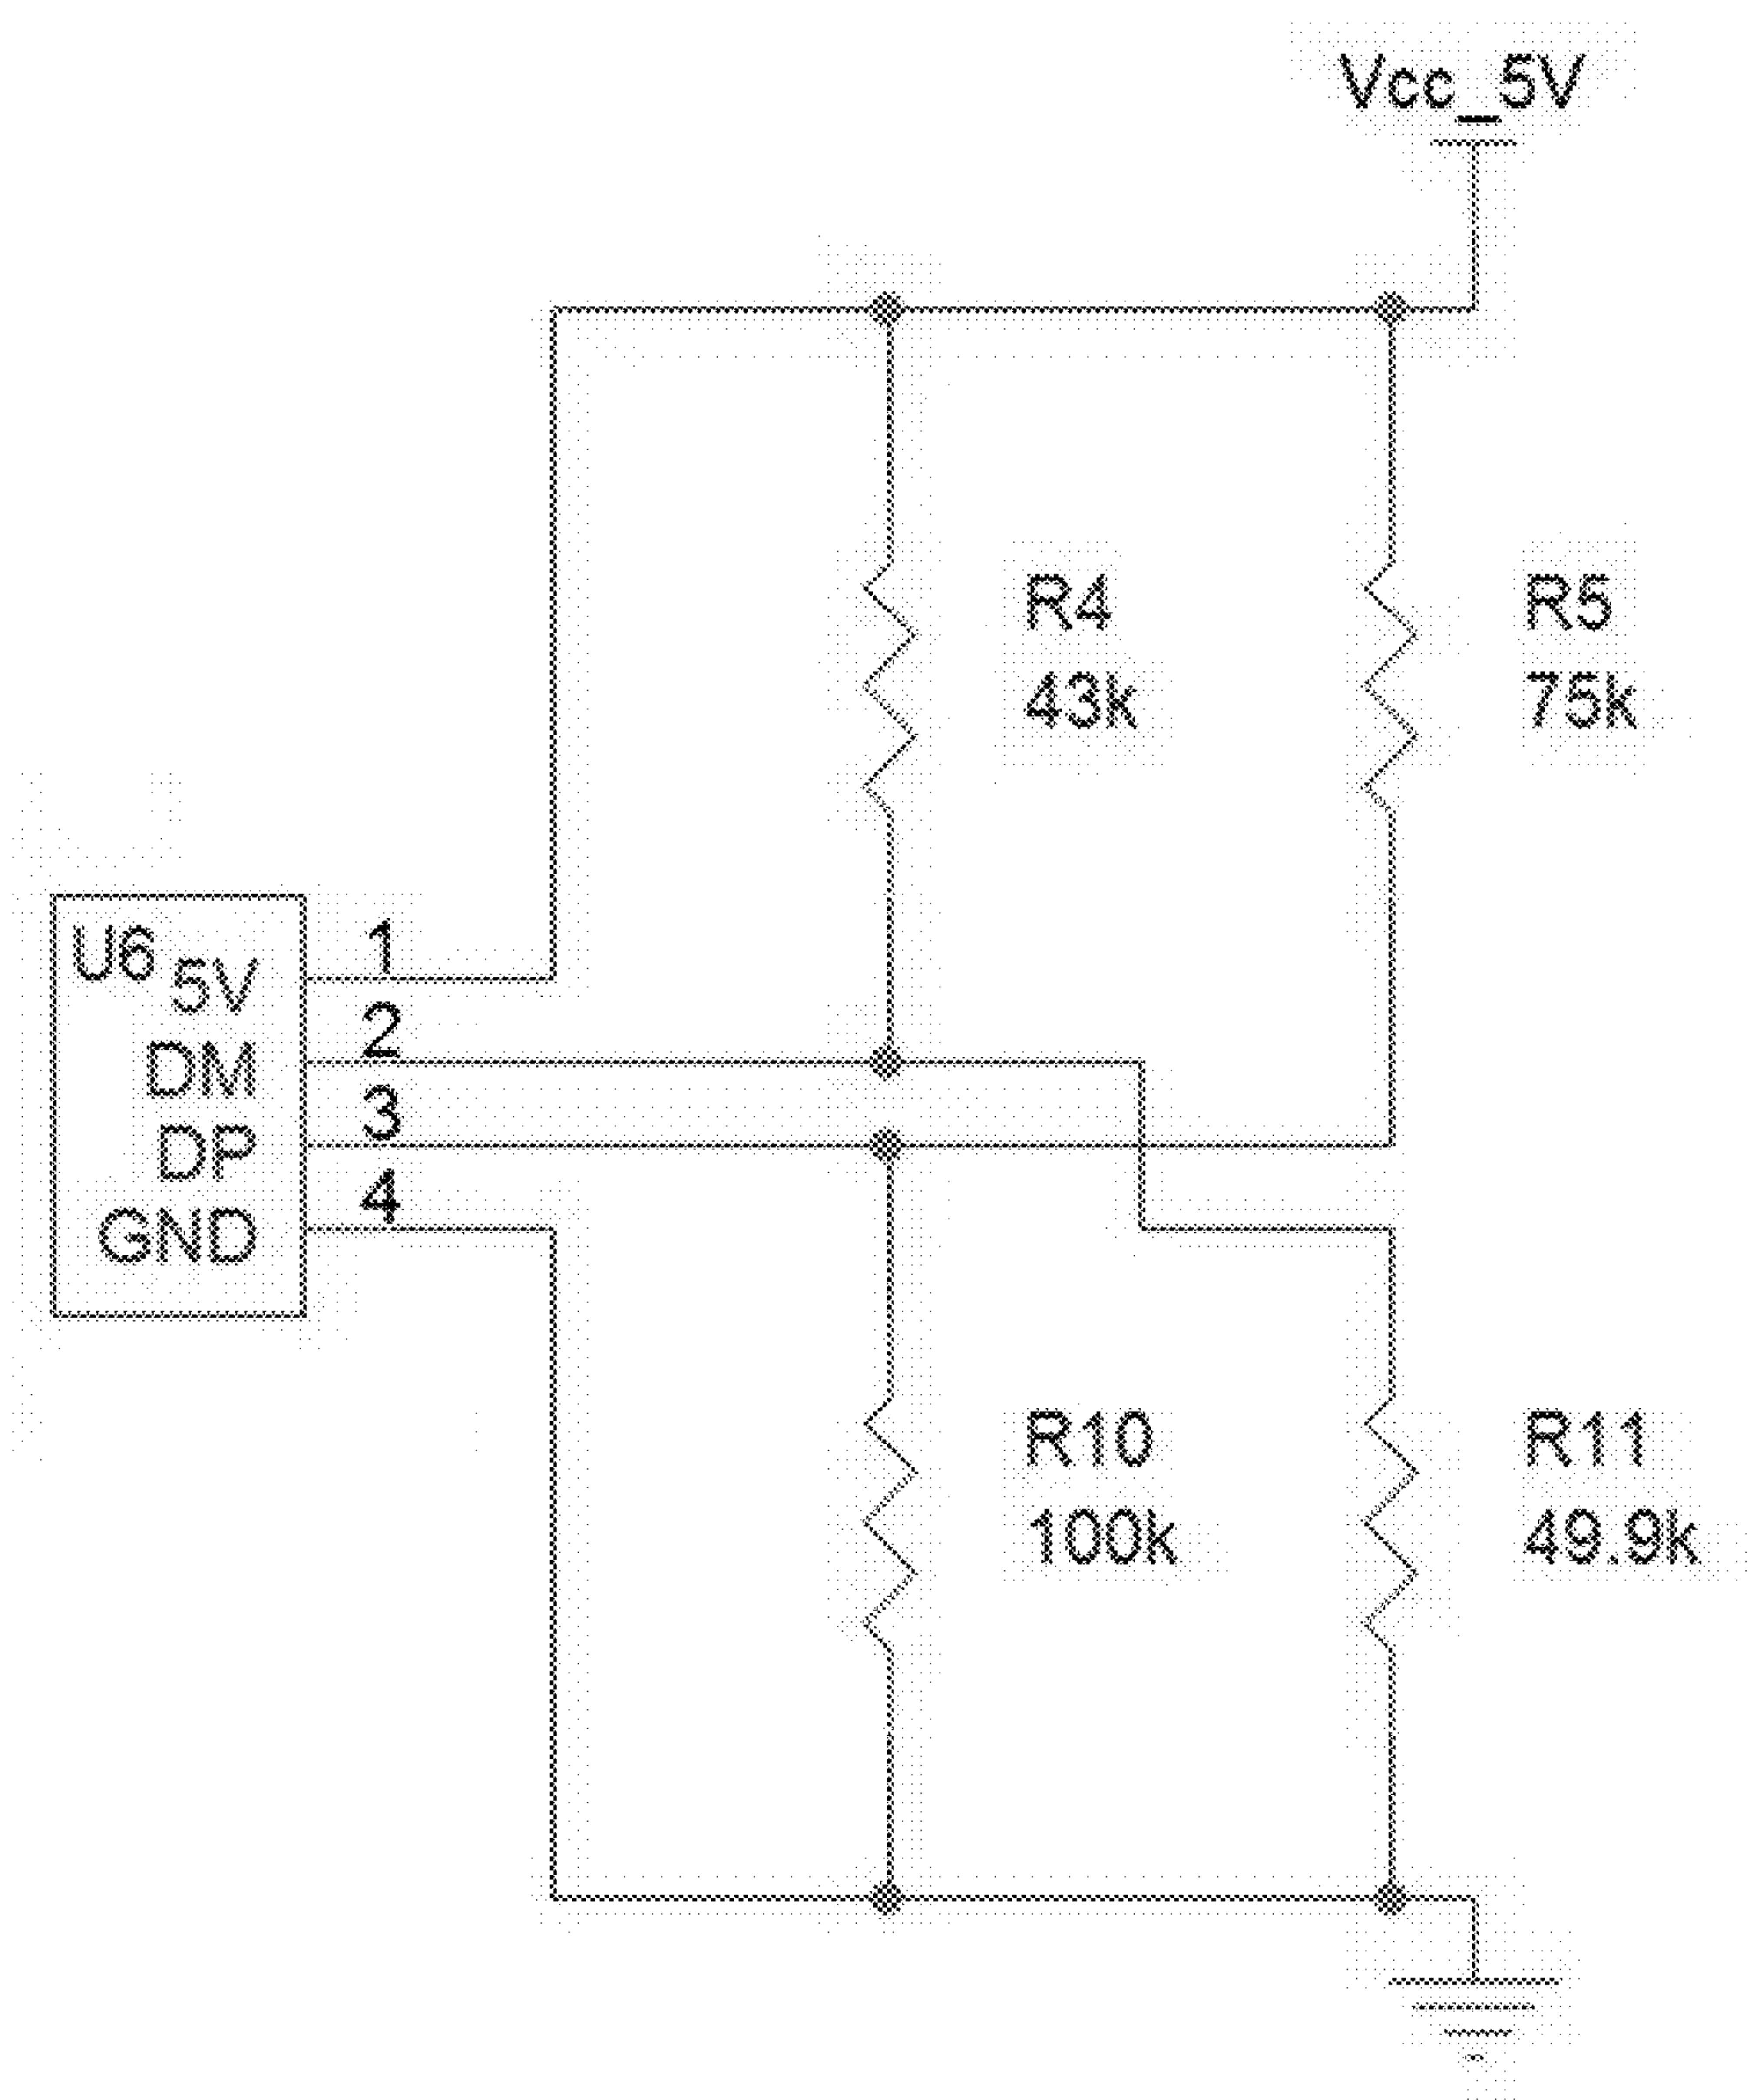 Vcc_5V
R4
43k
R5
75k
U6
5V
1
DM
2
DP
3
GND
4
R10
100k
R11
49.9k